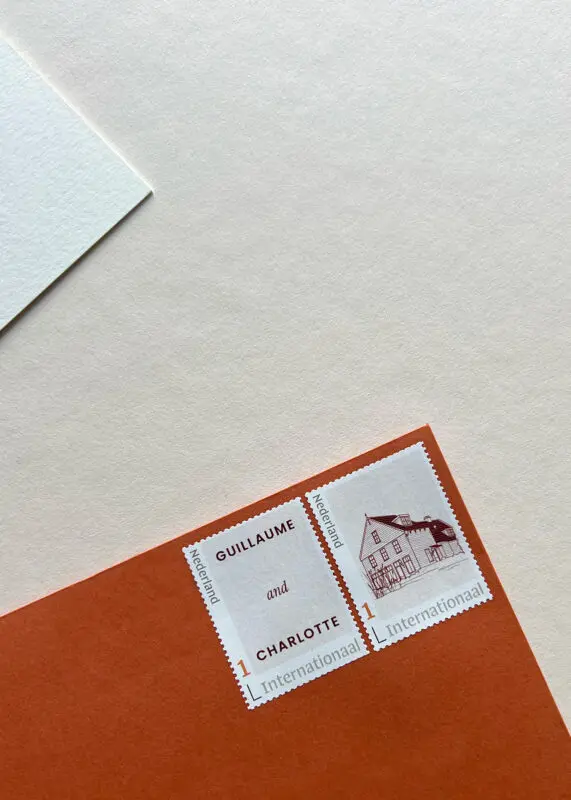 Nederland
GUILLAUME
and
CHARLOTTE
1
Internationaal
Nederland
1
Internationaal